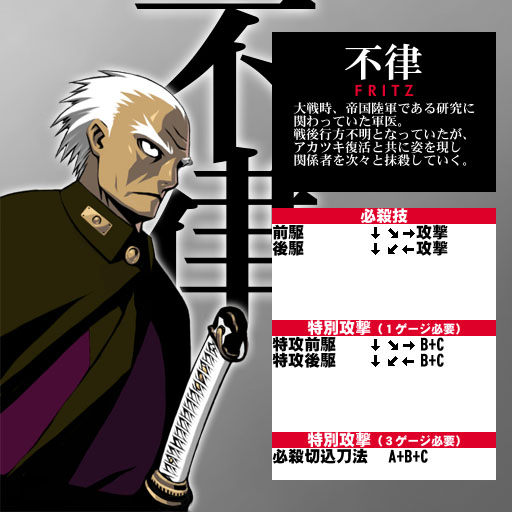 不律
不律
FRITZ
大戦時、帝国陸軍である研究に
関わっていた軍医。
戦後行方不明となっていたが、
アカツキ復活と共に姿を現し
関係者を次々と抹殺していく。
必殺技
前駆 ↓↘→攻撃
後駆 ↓↙←攻撃
特別攻撃(1ゲージ必要)
特攻前駆 ↓↘→ B+C
特攻後駆 ↓↙← B+C
特別攻撃(3ゲージ必要)
必殺切込刀法 A+B+C